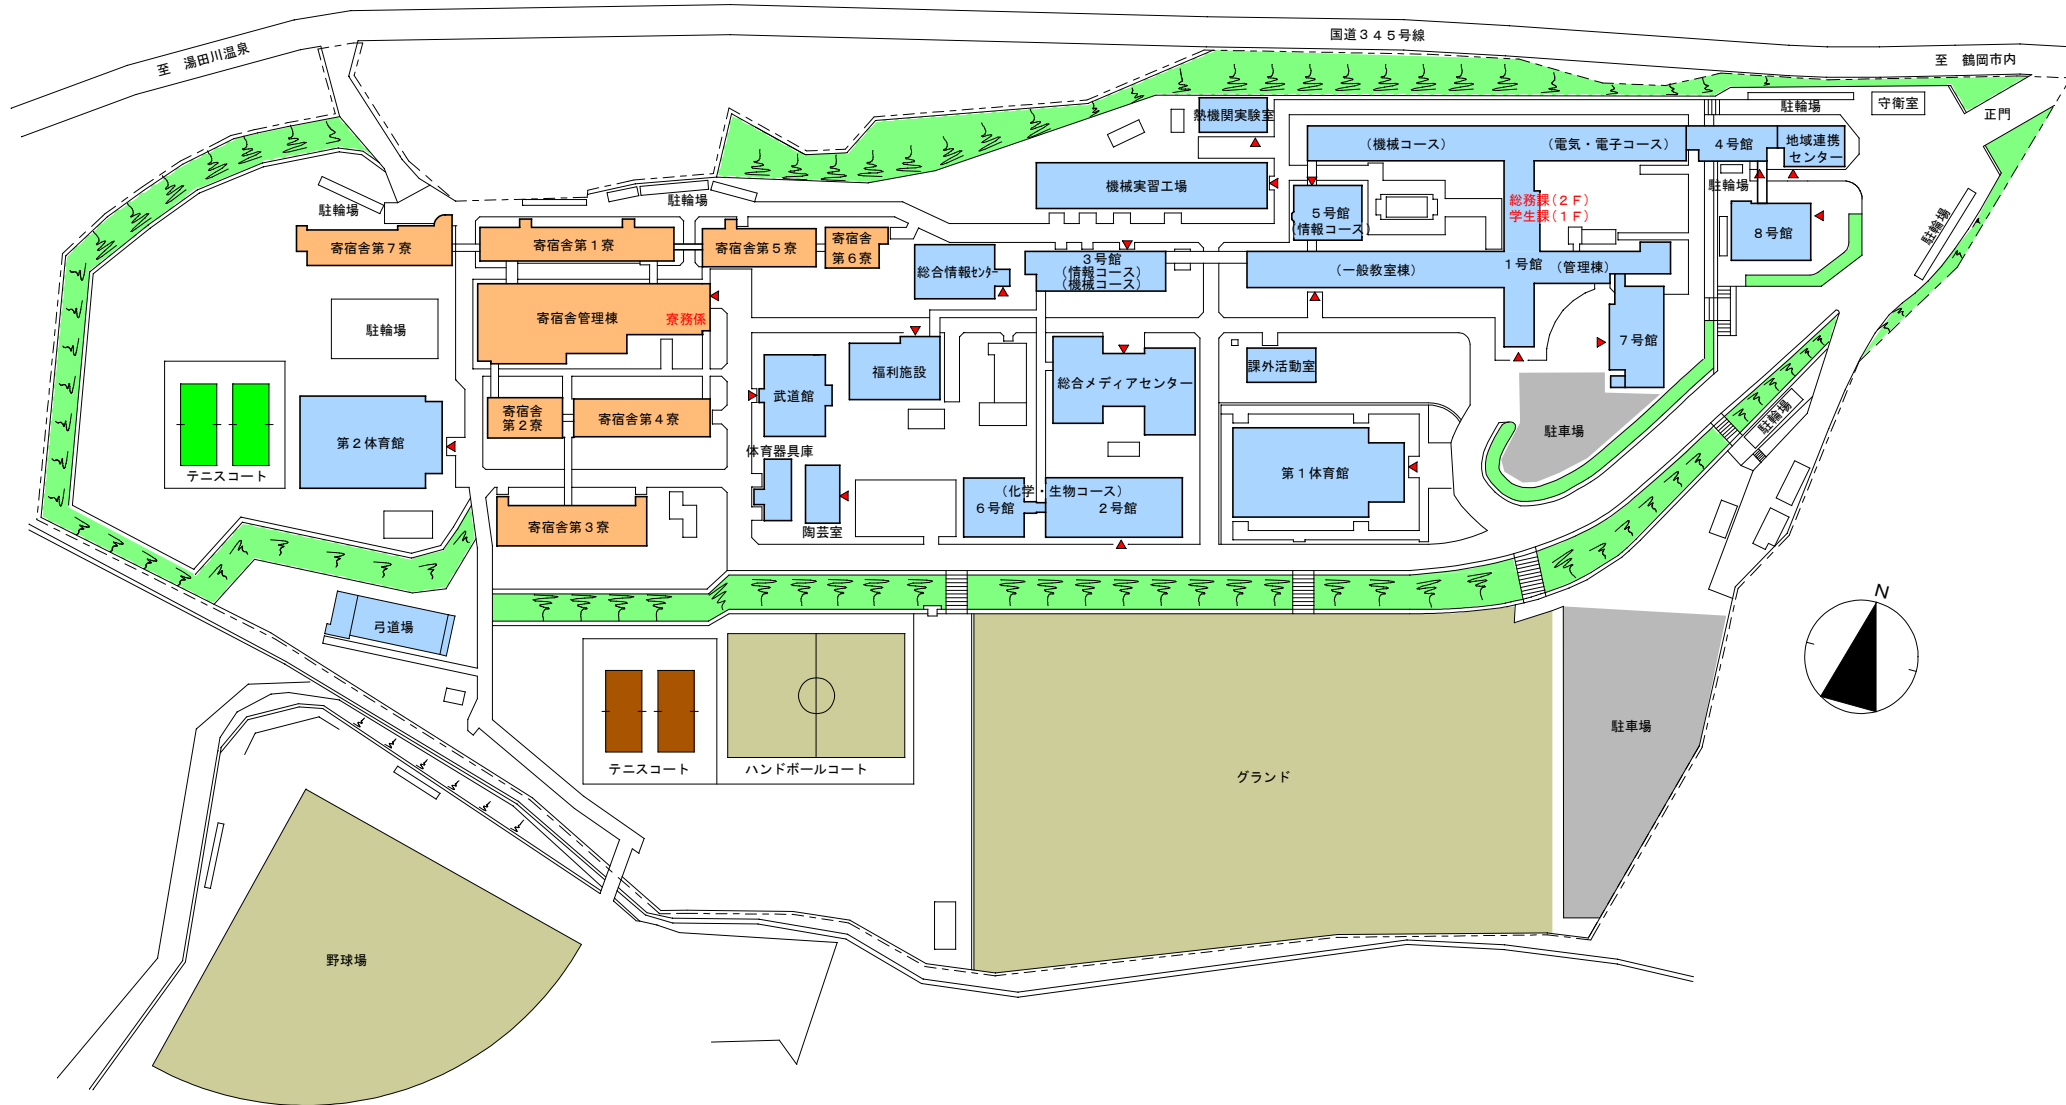 国道３４５号線
至　湯田川温泉
至　鶴岡市内
駐輪場
守衛室
正門
熱機関実験室
（機械コース）
（電気・電子コース）
４号館
地域連携
センター
機械実習工場
駐輪場
駐輪場
駐輪場
５号館
（情報コース）
総務課（２Ｆ）
学生課（１Ｆ）
８号館
駐輪場
寄宿舎第７寮
寄宿舎第１寮
寄宿舎第５寮
寄宿舎
第６寮
総合情報センター
３号館
（情報コース）
（機械コース）
（一般教室棟）
１号館
（管理棟）
寄宿舎管理棟
寮務係
駐輪場
７号館
福利施設
武道館
総合メディアセンター
課外活動室
寄宿舎
第２寮
寄宿舎第４寮
駐輪場
駐車場
第２体育館
テニスコート
体育器具庫
第１体育館
（化学・生物コース）
６号館
２号館
寄宿舎第３寮
陶芸室
弓道場
N
テニスコート
ハンドボールコート
グランド
駐車場
野球場